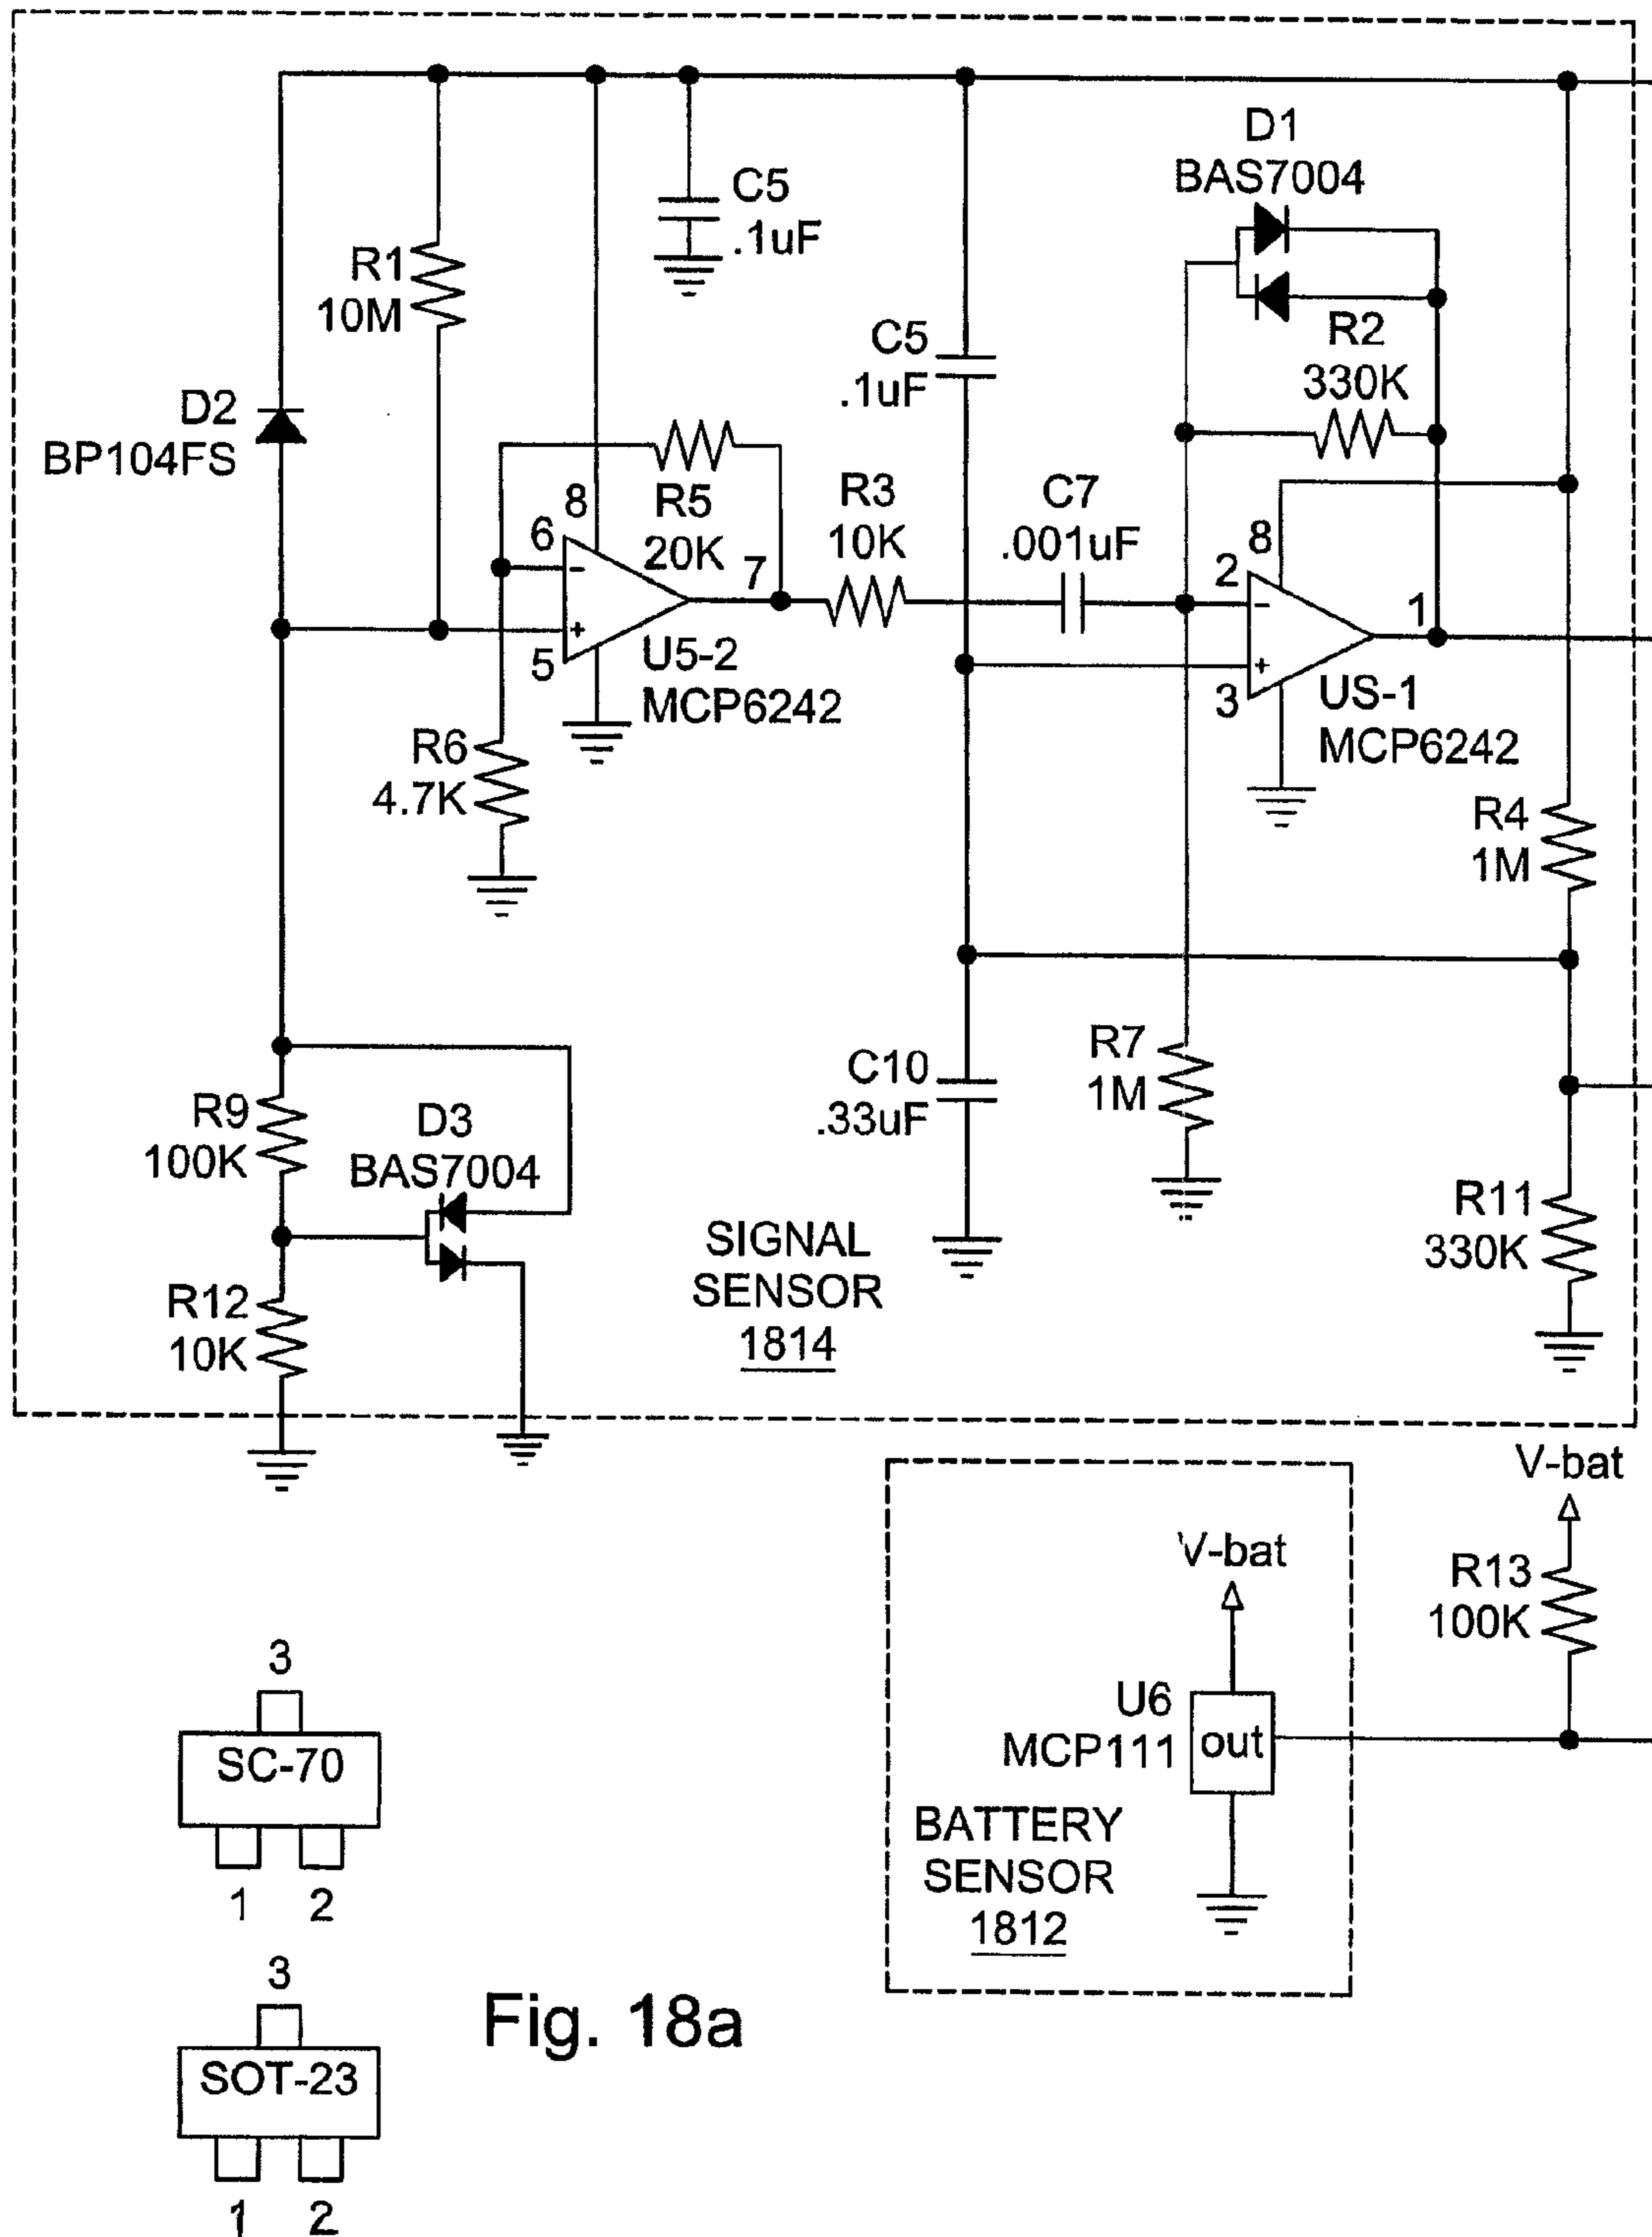 D1
BAS7004
C5
.1uF
R1
10M
C5
.1uF
R2
330K
D2
BP104FS
8
R5
20K
6
-
7
+
5
U5-2
MCP6242
R3
10K
C7
.001uF
8
2
-
1
+
3
US-1
MCP6242
R6
4.7K
R4
1M
R7
1M
C10
.33uF
R9
100K
D3
BAS7004
R11
330K
R12
10K
SIGNAL
SENSOR
1814
V-bat
V-bat
R13
100K
U6
MCP111
out
BATTERY
SENSOR
1812
3
SC-70
1 2
3
SOT-23
1 2
Fig. 18a